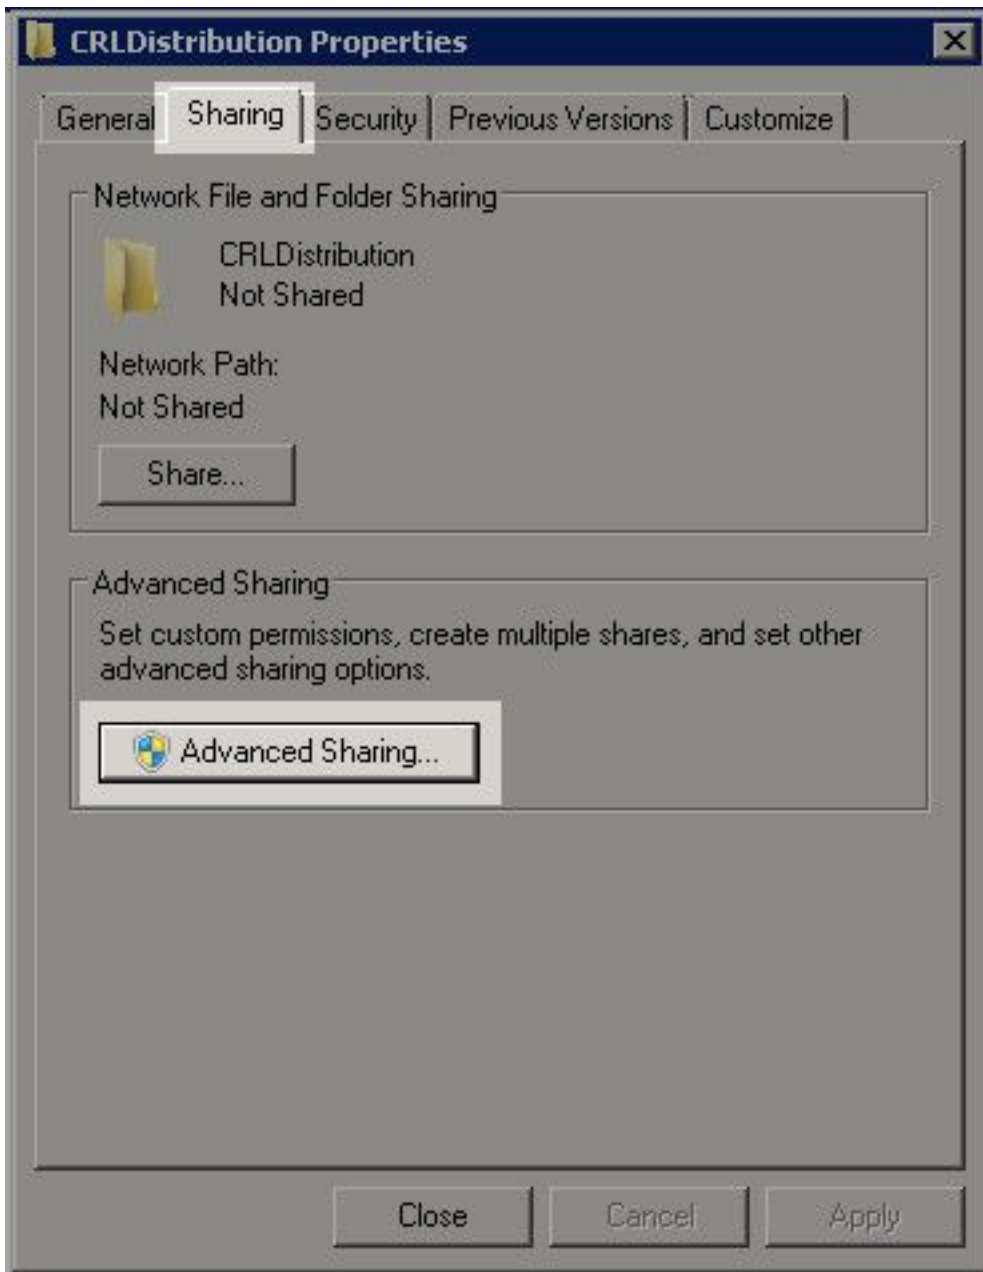 CRLDistribution Properties
General Sharing Security Previous Versions Customize
Network File and Folder Sharing
CRLDistribution
Not Shared
Network Path:
Not Shared
Share...
Advanced Sharing
Set custom permissions, create multiple shares, and set other
advanced sharing options.
Advanced Sharing...
Close Cancel Apply